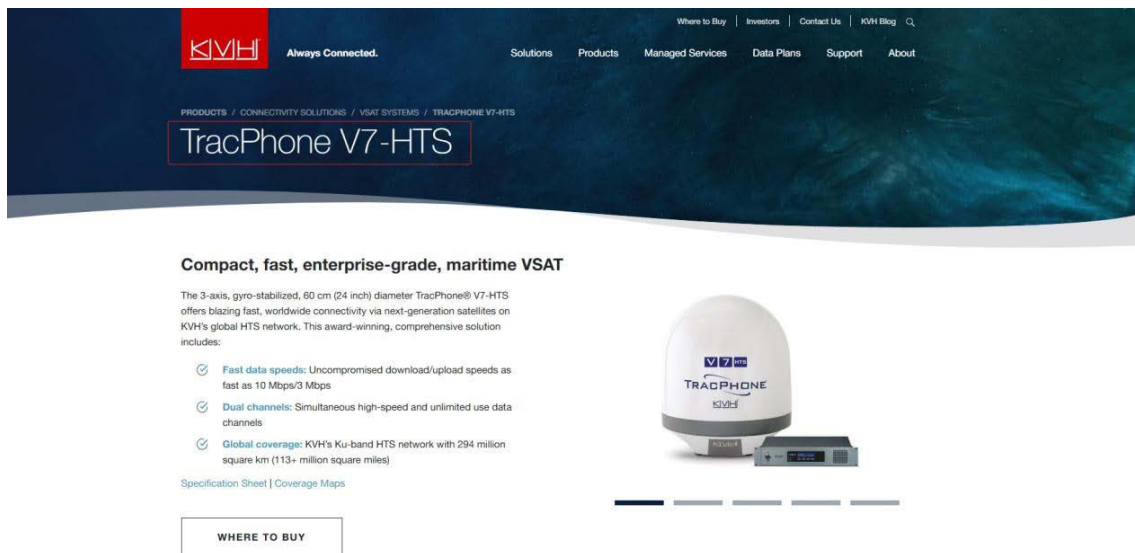 Where to Buy | Investors | Contact Us | KVH Blog
KVH
Always Connected.
Solutions Products Managed Services Data Plans Support About
PRODUCTS / CONNECTIVITY SOLUTIONS / VSAT SYSTEMS / TRACPHONE V7-HTS
TracPhone V7-HTS
Compact, fast, enterprise-grade, maritime VSAT
The 3-axis, gyro-stabilized, 60 cm (24 inch) diameter TracPhone® V7-HTS
offers blazing fast, worldwide connectivity via next-generation satellites on
KVH's global HTS network. This award-winning, comprehensive solution
includes:
Fast data speeds: Uncompromised download/upload speeds as
fast as 10 Mbps/3 Mbps
Dual channels: Simultaneous high-speed and unlimited use data
channels
Global coverage: KVH's Ku-band HTS network with 294 million
square km (113+ million square miles)
Specification Sheet | Coverage Maps
WHERE TO BUY
V 7 HTS
TRACPHONE
KVH